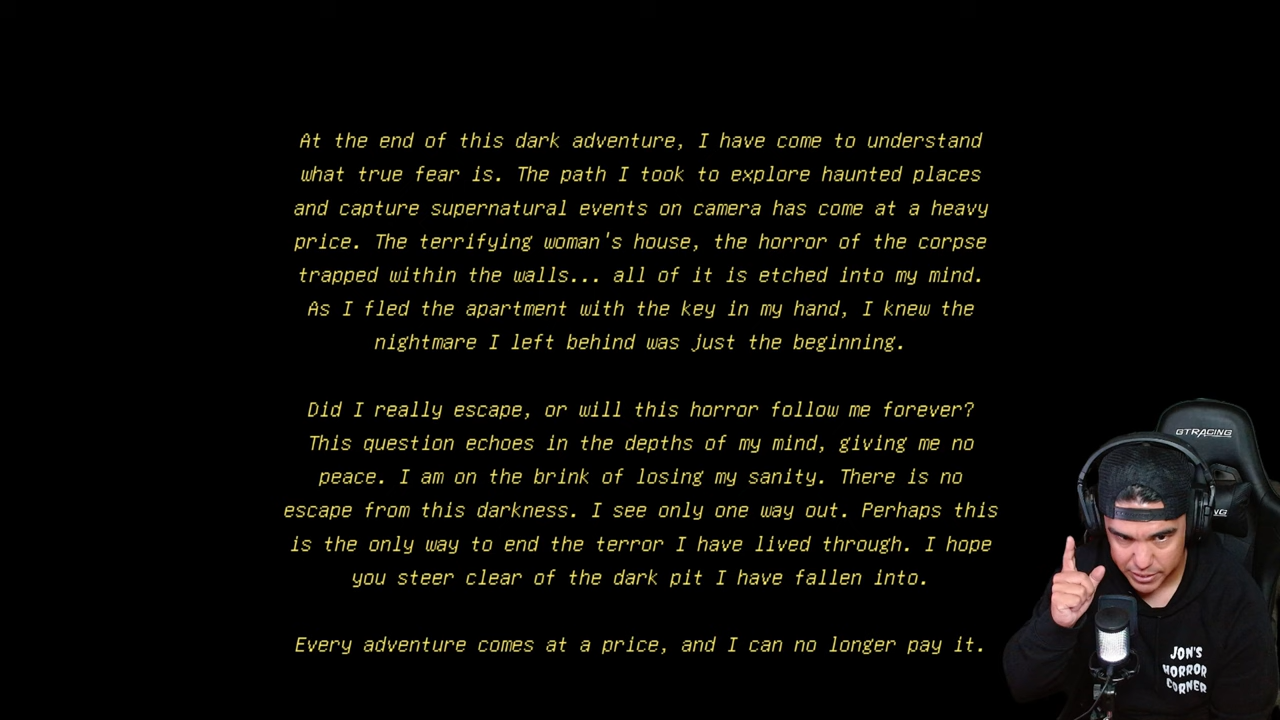 At the end of this dark adventure, I have come to understand
what true fear is. The path I took to explore haunted places
and capture supernatural events on camera has come at a heavy
price. The terrifying woman's house, the horror of the corpse
trapped within the walls... all of it is etched into my mind.
As I fled the apartment with the key in my hand, I knew the
nightmare I left behind was just the beginning.
Did I really escape, or will this horror follow me forever?
This question echoes in the depths of my mind, giving me no
peace. I am on the brink of losing my sanity. There is no
escape from this darkness. I see only one way out. Perhaps this
is the only way to end the terror I have lived through. I hope
you steer clear of the dark pit I have fallen into.
Every adventure comes at a price, and I can no longer pay it.
GTRACING
NG
JON'S
HORROR
CORNER